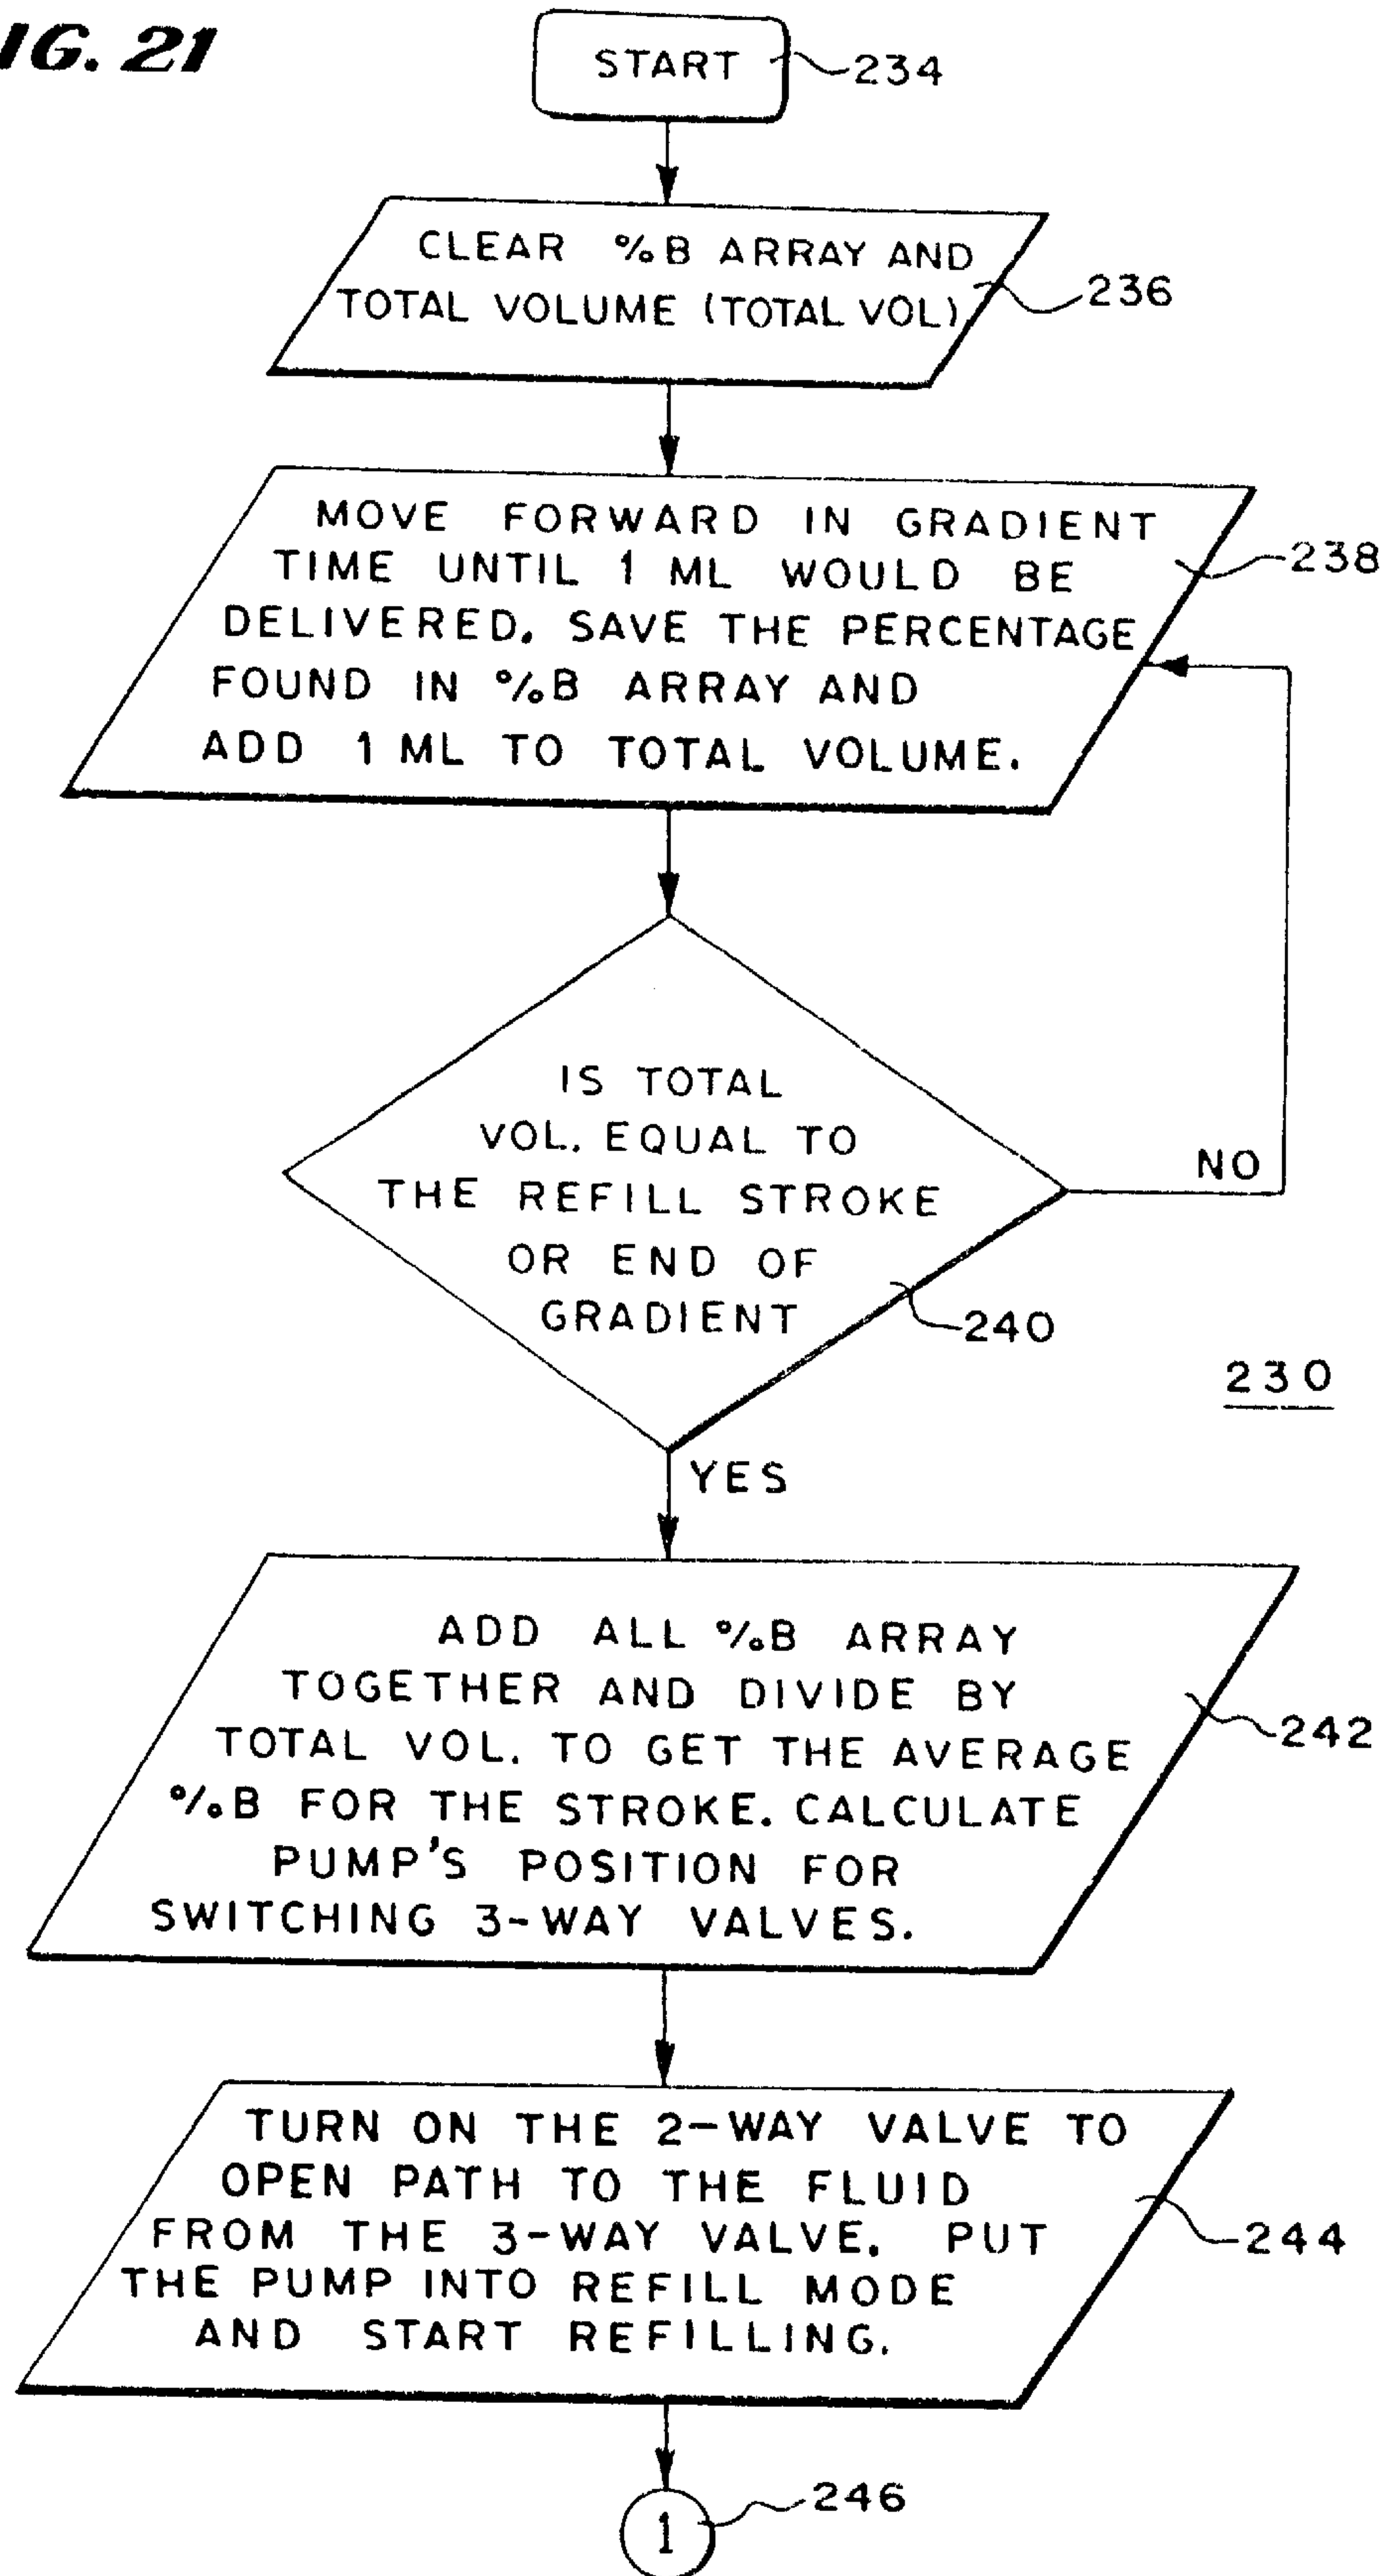 IG. 21
START
234
CLEAR %B ARRAY AND
TOTAL VOLUME (TOTAL VOL)
236
MOVE FORWARD IN GRADIENT
TIME UNTIL 1 ML WOULD BE
DELIVERED. SAVE THE PERCENTAGE
FOUND IN %B ARRAY AND
ADD 1 ML TO TOTAL VOLUME.
238
IS TOTAL
VOL. EQUAL TO
THE REFILL STROKE
OR END OF
GRADIENT
NO
240
230
YES
ADD ALL %B ARRAY
TOGETHER AND DIVIDE BY
TOTAL VOL. TO GET THE AVERAGE
%B FOR THE STROKE. CALCULATE
PUMP'S POSITION FOR
SWITCHING 3-WAY VALVES.
242
TURN ON THE 2-WAY VALVE TO
OPEN PATH TO THE FLUID
FROM THE 3-WAY VALVE. PUT
THE PUMP INTO REFILL MODE
AND START REFILLING.
244
1
246